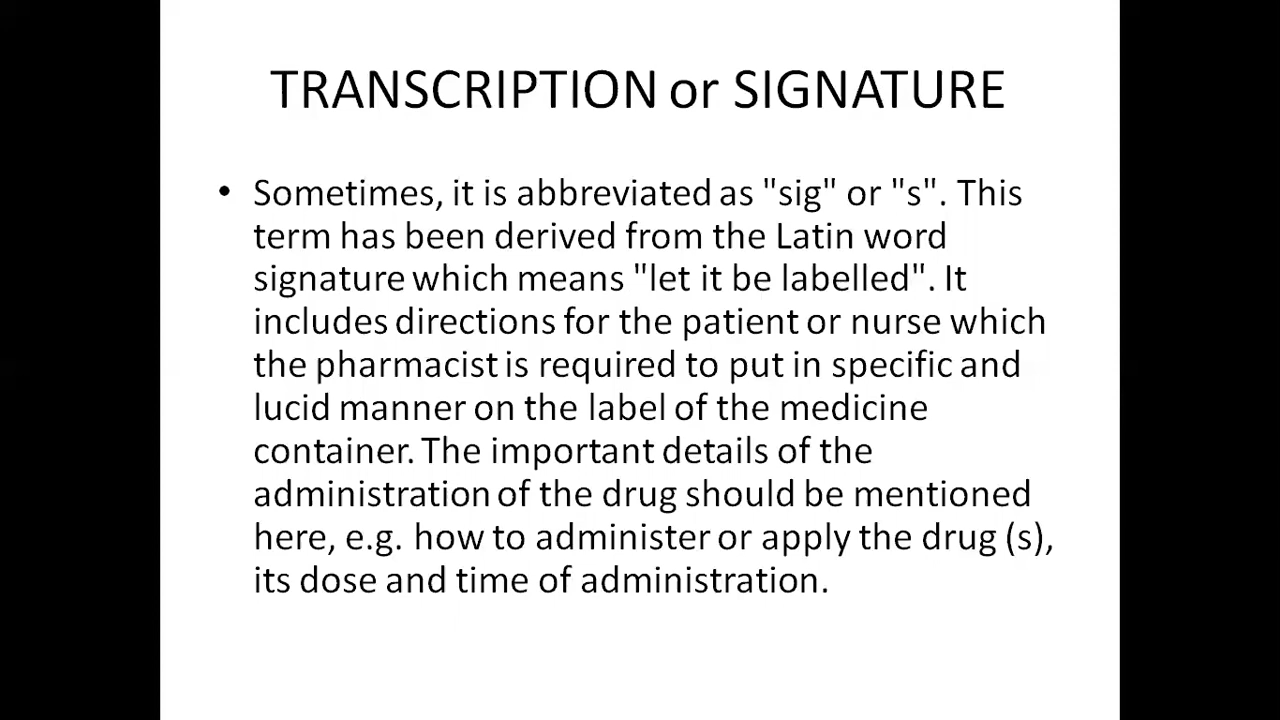 TRANSCRIPTION or SIGNATURE
• Sometimes, it is abbreviated as "sig" or "s". This
term has been derived from the Latin word
signature which means "let it be labelled". It
includes directions for the patient or nurse which
the pharmacist is required to put in specific and
lucid manner on the label of the medicine
container. The important details of the
administration of the drug should be mentioned
here, e.g. how to administer or apply the drug (s),
its dose and time of administration.